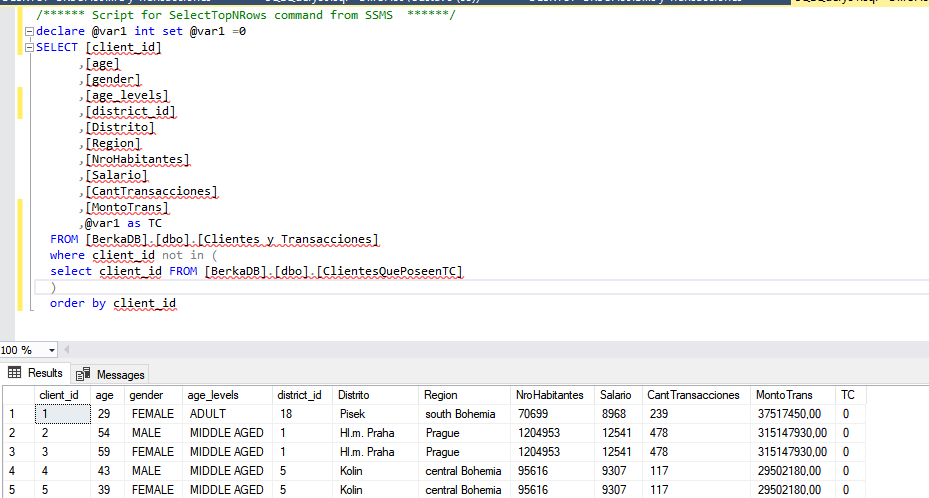 /****** Script for SelectTopNRows command from SSMS  ******/
declare @var1 int set @var1 =0
SELECT [client_id]
,[age]
,[gender]
,[age_levels]
,[district_id]
,[Distrito]
,[Region]
,[NroHabitantes]
,[Salario]
,[CantTransacciones]
,[MontoTrans]
,@var1 as TC
FROM [BerkaDB].[dbo].[Clientes y Transacciones]
where client_id not in (
select client_id FROM [BerkaDB].[dbo].[ClientesQuePoseenTC]
)
order by client_id
100 %
Results Messages
client_id age gender age_levels district_id Distrito Region NroHabitantes Salario CantTransacciones MontoTrans TC
1 1 29 FEMALE ADULT 18 Pisek south Bohemia 70699 8968 239 37517450,00 0
2 2 54 MALE MIDDLE AGED 1 Hl.m. Praha Prague 1204953 12541 478 315147930,00 0
3 3 59 FEMALE MIDDLE AGED 1 Hl.m. Praha Prague 1204953 12541 478 315147930,00 0
4 4 43 MALE MIDDLE AGED 5 Kolin central Bohemia 95616 9307 117 29502180,00 0
5 5 39 FEMALE MIDDLE AGED 5 Kolin central Bohemia 95616 9307 117 29502180,00 0